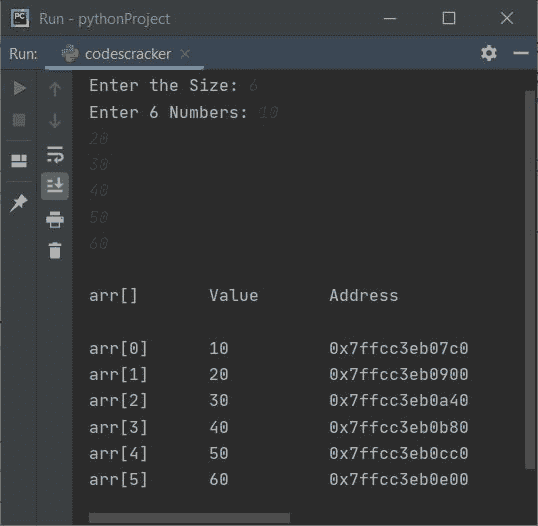 PC Run - pythonProject
Run: codescracker
Enter the Size: 6
Enter 6 Numbers: 10
20
30
40
50
60
arr[] Value Address
arr[0] 10 0x7ffcc3eb07c0
arr[1] 20 0x7ffcc3eb0900
arr[2] 30 0x7ffcc3eb0a40
arr[3] 40 0x7ffcc3eb0b80
arr[4] 50 0x7ffcc3eb0cc0
arr[5] 60 0x7ffcc3eb0e00